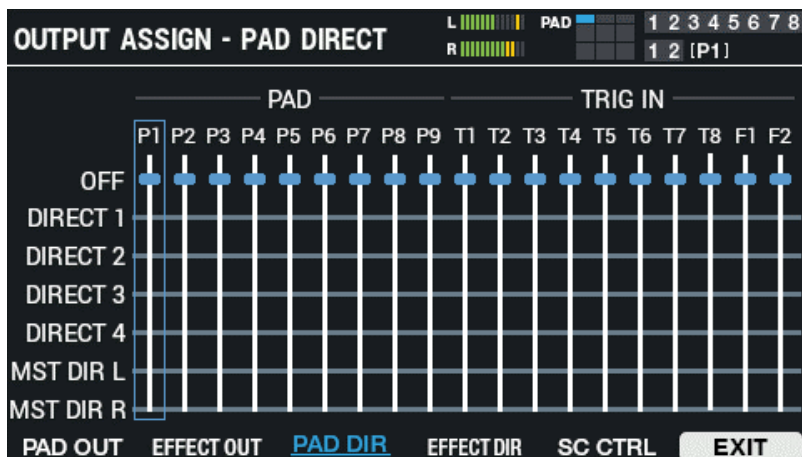 OUTPUT ASSIGN - PAD DIRECT
L PAD 1 2 3 4 5 6 7 8
R 1 2 [P1]
PAD TRIG IN
P1 P2 P3 P4 P5 P6 P7 P8 P9 T1 T2 T3 T4 T5 T6 T7 T8 F1 F2
OFF
DIRECT 1
DIRECT 2
DIRECT 3
DIRECT 4
MST DIR L
MST DIR R
PAD OUT EFFECT OUT PAD DIR EFFECT DIR SC CTRL EXIT